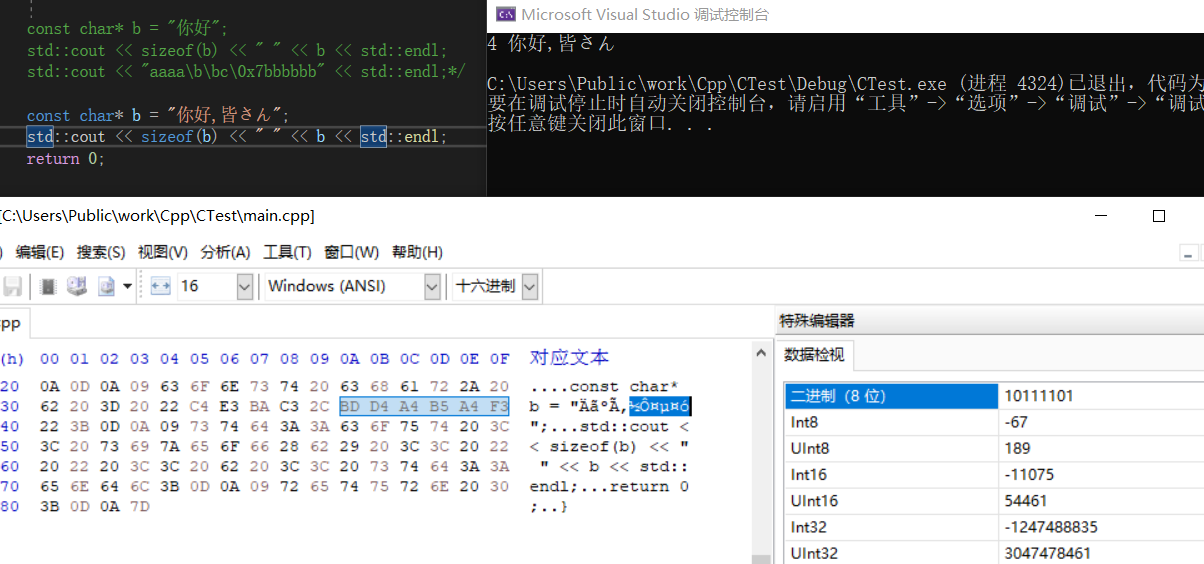 const char* b = "你好";
std::cout << sizeof(b) << " " << b << std::endl;
std::cout << "aaaa\b\bc\0x7bbbbbb" << std::endl;*/
const char* b = "你好,皆さん";
std::cout << sizeof(b) << " " << b << std::endl;
return 0;
Microsoft Visual Studio 调试控制台
4 你好,皆さん
C:\Users\Public\work\Cpp\CTest\Debug\CTest.exe (进程 4324)已退出，代码为
要在调试停止时自动关闭控制台，请启用“工具”->“选项”->“调试”->“调试
按任意键关闭此窗口. . .
[C:\Users\Public\work\Cpp\CTest\main.cpp]
) 编辑(E) 搜索(S) 视图(V) 分析(A) 工具(T) 窗口(W) 帮助(H)
16 Windows (ANSI) 十六进制
cpp
(h) 00 01 02 03 04 05 06 07 08 09 0A 0B 0C 0D 0E 0F 对应文本
20 0A 0D 0A 09 63 6F 6E 73 74 20 63 68 61 72 2A 20 ....const char*
30 62 20 3D 20 22 C4 E3 BA C3 2C BD D4 A4 B5 A4 F3 b = "Äãº Ã,½Ô¤µ¤ó
40 22 3B 0D 0A 09 73 74 64 3A 3A 63 6F 75 74 20 3C ";...std::cout <
50 3C 20 73 69 7A 65 6F 66 28 62 29 20 3C 3C 20 22 < sizeof(b) << "
60 20 22 20 3C 3C 20 62 20 3C 3C 20 73 74 64 3A 3A " << b << std::
70 65 6E 64 6C 3B 0D 0A 09 72 65 74 75 72 6E 20 30 endl;...return 0
80 3B 0D 0A 7D ;..}
特殊编辑器
数据检视
二进制（8 位） 10111101
Int8 -67
UInt8 189
Int16 -11075
UInt16 54461
Int32 -1247488835
UInt32 3047478461